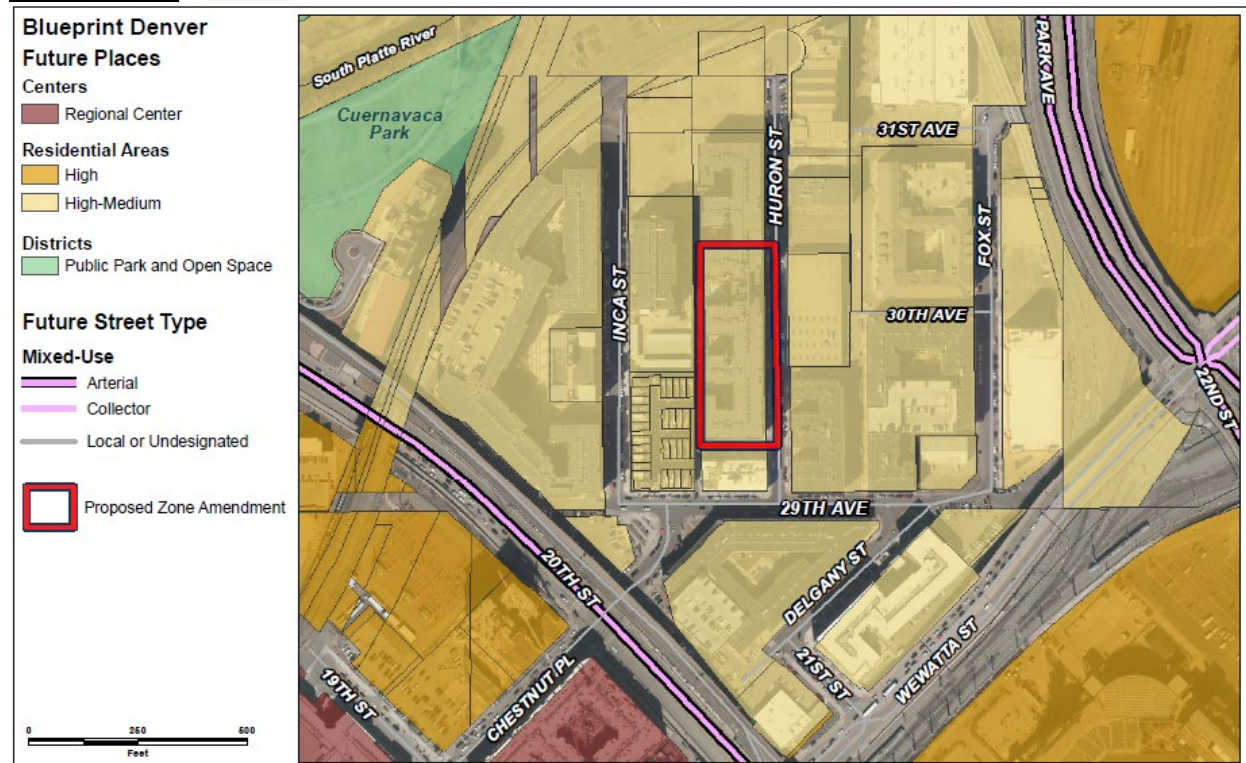 Blueprint Denver
Future Places
Centers
Regional Center
Residential Areas
High
High-Medium
Districts
Public Park and Open Space
Future Street Type
Mixed-Use
Arterial
Collector
Local or Undesignated
Proposed Zone Amendment
0 250 500
Feet
South Platte River
Cuernavaca
Park
PARK AVE
31ST AVE
HURON ST
FOX ST
INCA ST
30TH AVE
22ND ST
29TH AVE
20TH ST
DELGANY ST
21ST ST
WEWATTA ST
CHESTNUT PL
19TH ST